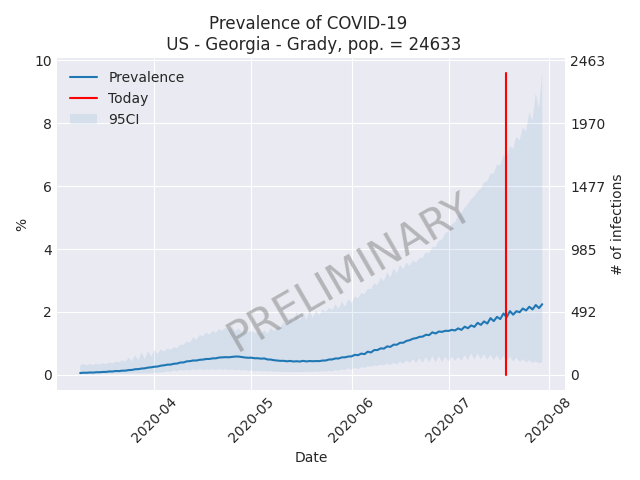 Prevalence of COVID-19
US - Georgia - Grady, pop. = 24633
Prevalence
Today
95CI
PRELIMINARY
%
10
8
6
4
2
0
2463
1970
1477
985
492
0
# of infections
2020-04
2020-05
2020-06
2020-07
2020-08
Date